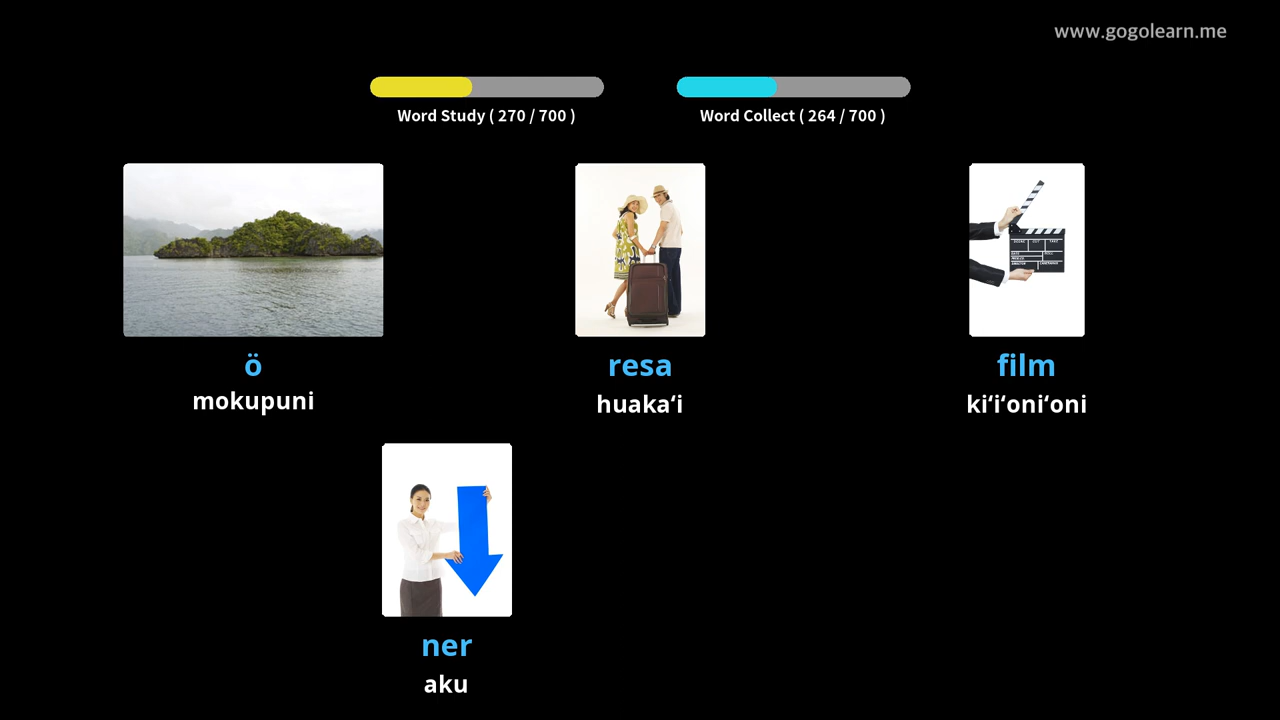 www.gogolearn.me
Word Study ( 270 / 700 )
Word Collect ( 264 / 700 )
ö
mokupuni
resa
huakaʻi
film
kiʻiʻoniʻoni
ner
aku